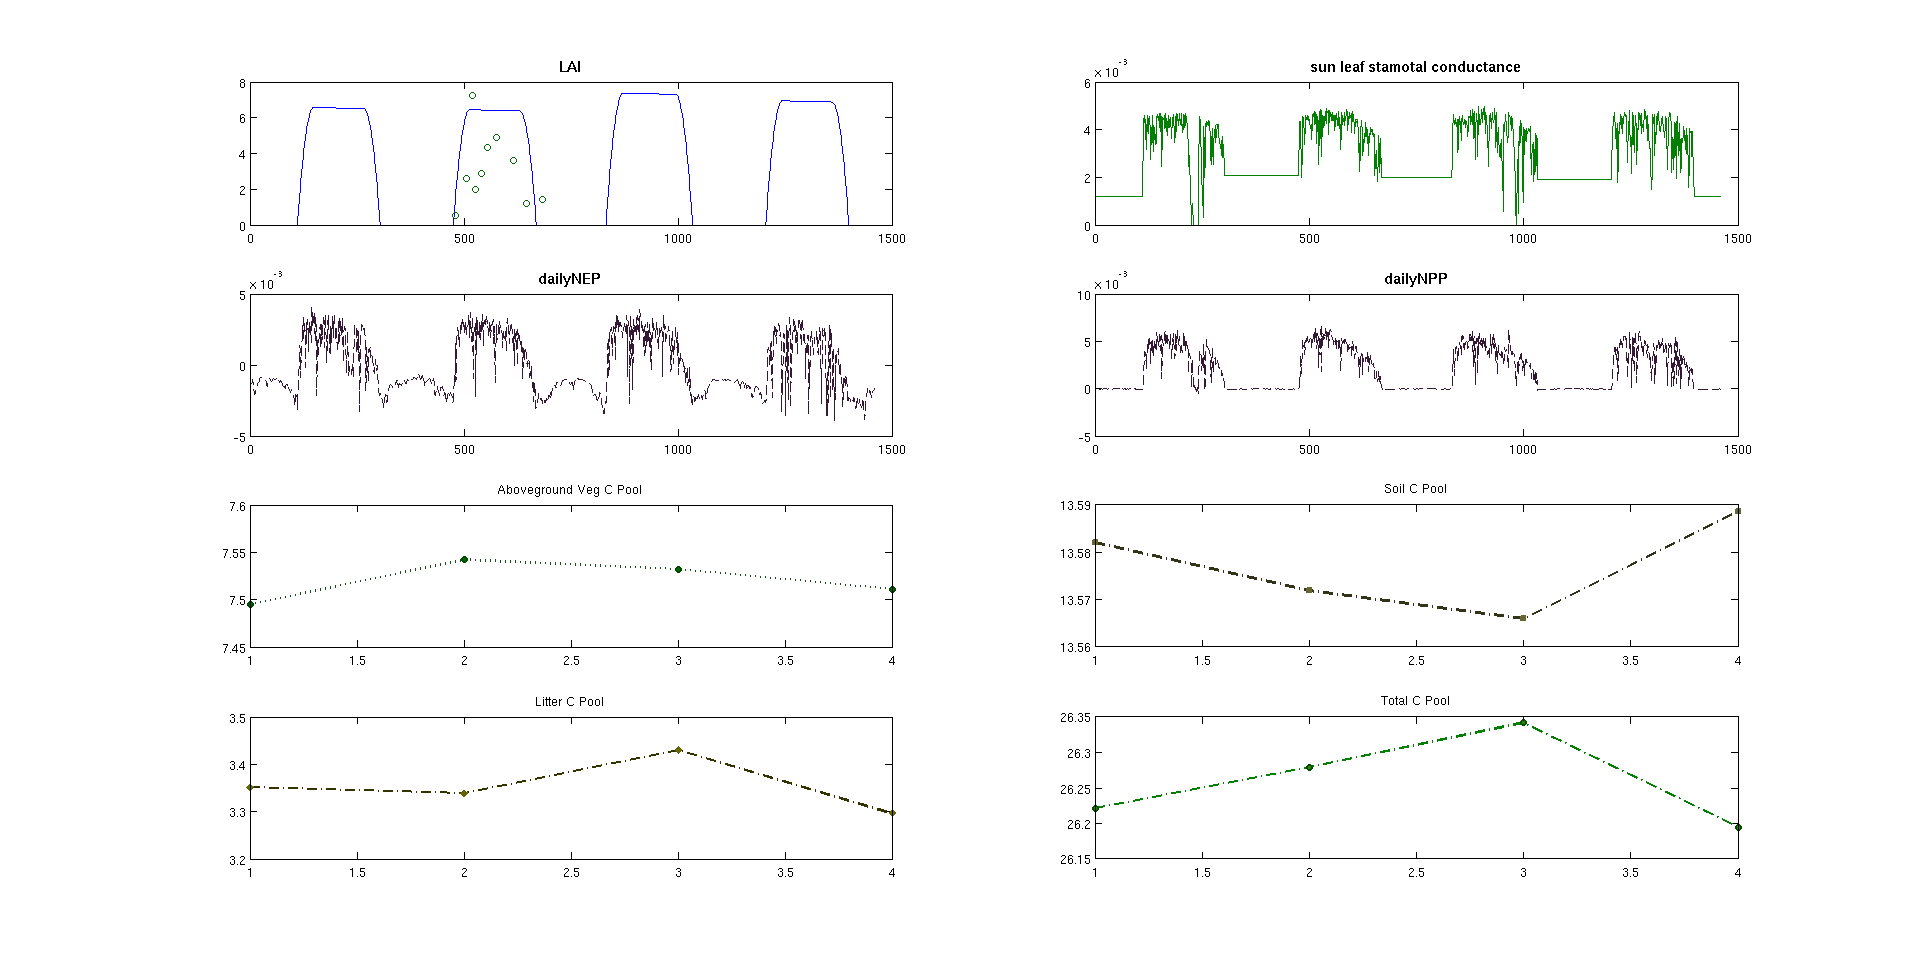 LAI
8
6
4
2
0
0 500 1000 1500
sun leaf stamotal conductance
×10⁻³
6
4
2
0
0 500 1000 1500
dailyNEP
×10⁻³
5
0
-5
0 500 1000 1500
dailyNPP
×10⁻³
10
5
0
-5
0 500 1000 1500
Aboveground Veg C Pool
7.6
7.55
7.5
7.45
1 1.5 2 2.5 3 3.5 4
Soil C Pool
13.59
13.58
13.57
13.56
1 1.5 2 2.5 3 3.5 4
Litter C Pool
3.5
3.4
3.3
3.2
1 1.5 2 2.5 3 3.5 4
Total C Pool
26.35
26.3
26.25
26.2
26.15
1 1.5 2 2.5 3 3.5 4